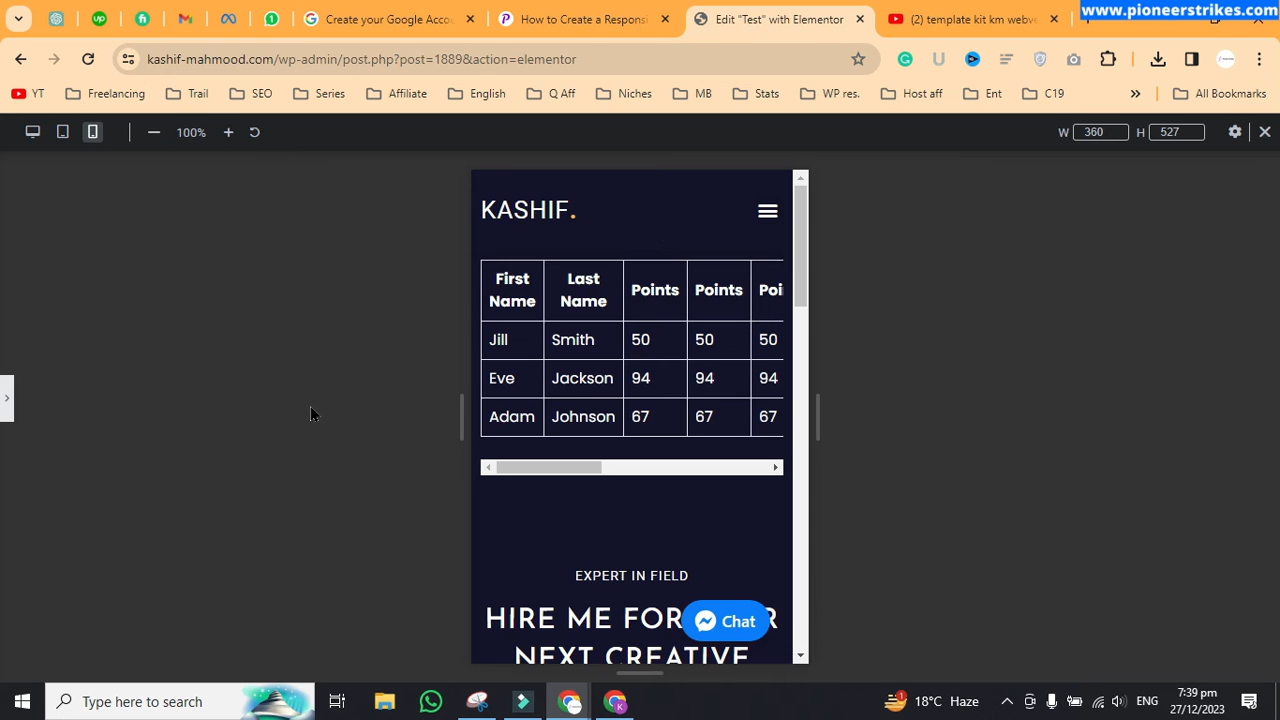 www.pioneerstrikes.com
Create your Google Accou
How to Create a Responsi
Edit "Test" with Elementor
(2) template kit km webve
kashif-mahmood.com/wp-admin/post.php?post=1889&action=elementor
YT
Freelancing
Trail
SEO
Series
Affiliate
English
Q Aff
Niches
MB
Stats
WP res.
Host aff
Ent
C19
All Bookmarks
100%
W 360 H 527
KASHIF.
First Name Last Name Points Points Poi
Jill Smith 50 50 50
Eve Jackson 94 94 94
Adam Johnson 67 67 67
EXPERT IN FIELD
HIRE ME FOR R
Chat
NEXT CREATIVE
Type here to search
18°C Haze
ENG
7:39 pm
27/12/2023